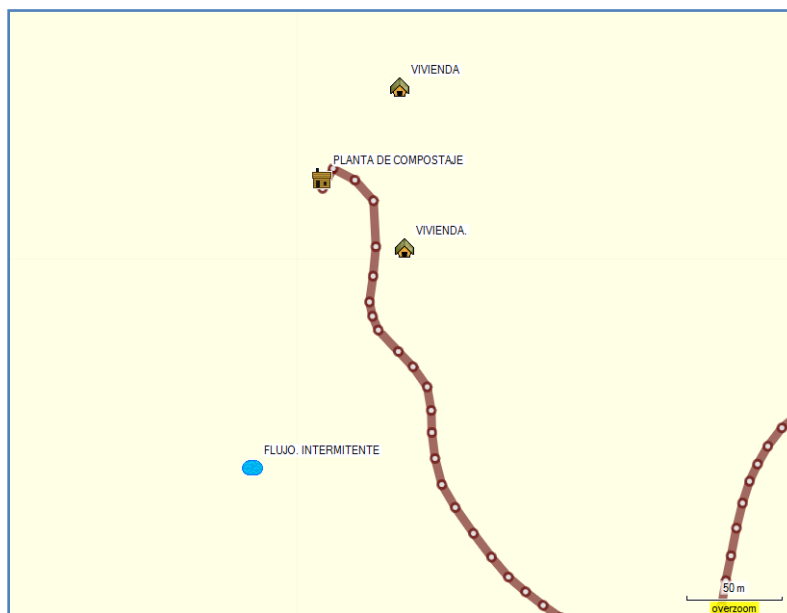 VIVIENDA
PLANTA DE COMPOSTAJE
VIVIENDA.
FLUJO. INTERMITENTE
50 m
overzoom